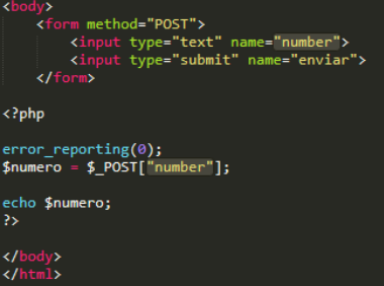 <body>
<form method="POST">
<input type="text" name="number">
<input type="submit" name="enviar">
</form>
<?php
error_reporting(0);
$numero = $_POST["number"];
echo $numero;
?>
</body>
</html>